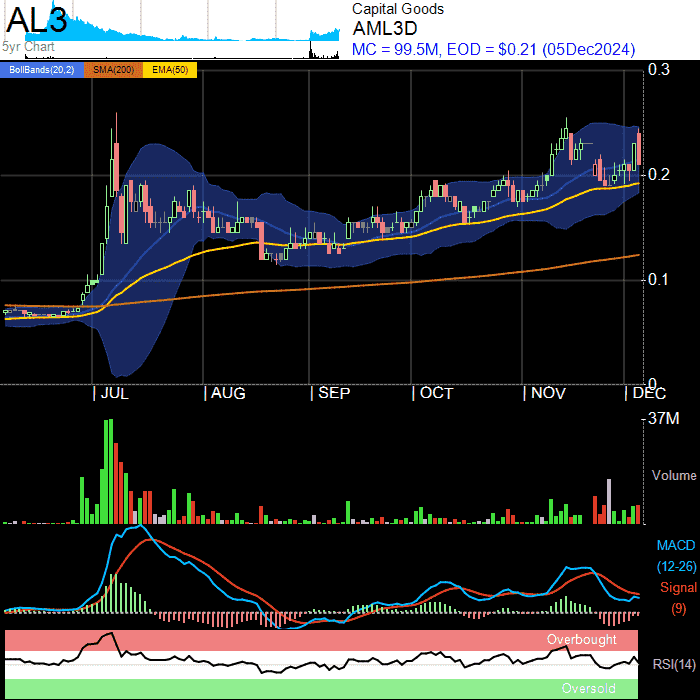 AL3
5yr Chart
Capital Goods
AML3D
MC = 99.5M, EOD = $0.21 (05Dec2024)
BollBands(20,2) SMA(200) EMA(50)
0.3
0.2
0.1
0
JUL AUG SEP OCT NOV DEC
37M
Volume
MACD
(12-26)
Signal
(9)
Overbought
RSI(14)
Oversold